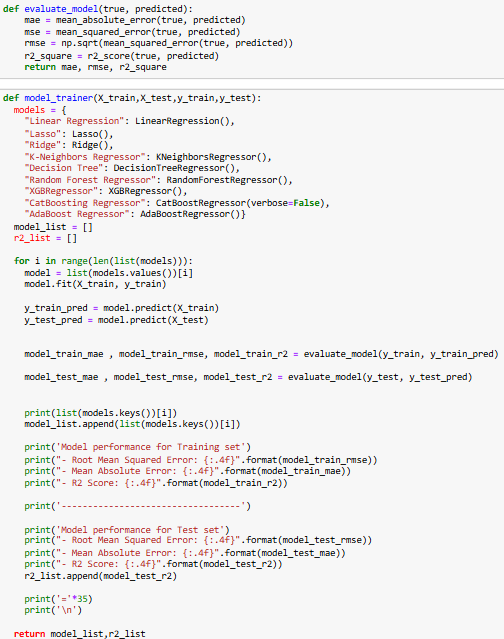 def evaluate_model(true, predicted):
    mae = mean_absolute_error(true, predicted)
    mse = mean_squared_error(true, predicted)
    rmse = np.sqrt(mean_squared_error(true, predicted))
    r2_square = r2_score(true, predicted)
    return mae, rmse, r2_square
def model_trainer(X_train,X_test,y_train,y_test):
  models = {
    "Linear Regression": LinearRegression(),
    "Lasso": Lasso(),
    "Ridge": Ridge(),
    "K-Neighbors Regressor": KNeighborsRegressor(),
    "Decision Tree": DecisionTreeRegressor(),
    "Random Forest Regressor": RandomForestRegressor(),
    "XGBRegressor": XGBRegressor(),
    "CatBoosting Regressor": CatBoostRegressor(verbose=False),
    "AdaBoost Regressor": AdaBoostRegressor()}
  model_list = []
  r2_list = []
  for i in range(len(list(models))):
    model = list(models.values())[i]
    model.fit(X_train, y_train)
    y_train_pred = model.predict(X_train)
    y_test_pred = model.predict(X_test)
    model_train_mae , model_train_rmse, model_train_r2 = evaluate_model(y_train, y_train_pred)
    model_test_mae , model_test_rmse, model_test_r2 = evaluate_model(y_test, y_test_pred)
    print(list(models.keys())[i])
    model_list.append(list(models.keys())[i])
    print('Model performance for Training set')
    print("- Root Mean Squared Error: {:.4f}".format(model_train_rmse))
    print("- Mean Absolute Error: {:.4f}".format(model_train_mae))
    print("- R2 Score: {:.4f}".format(model_train_r2))
    print('----------------------------------')
    print('Model performance for Test set')
    print("- Root Mean Squared Error: {:.4f}".format(model_test_rmse))
    print("- Mean Absolute Error: {:.4f}".format(model_test_mae))
    print("- R2 Score: {:.4f}".format(model_test_r2))
    r2_list.append(model_test_r2)
    print('='*35)
    print('\n')
  return model_list,r2_list